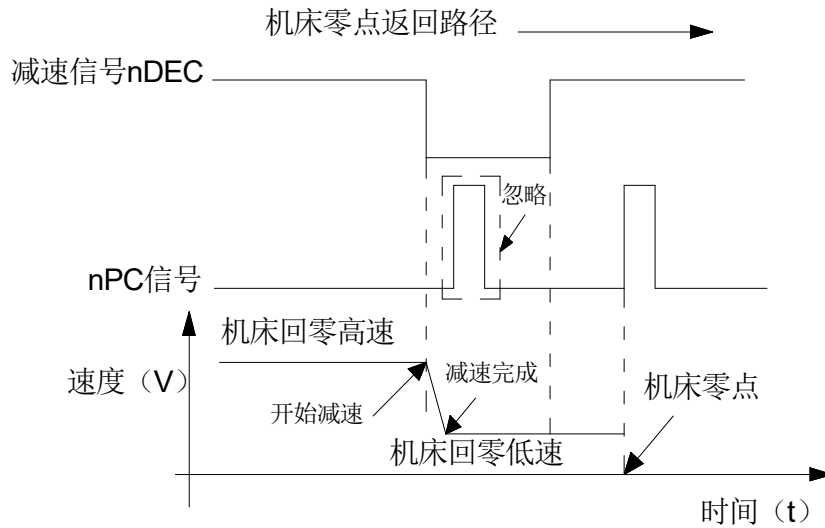 机床零点返回路径
减速信号nDEC
忽略
nPC信号
机床回零高速
速度（V）
减速完成
机床零点
开始减速
机床回零低速
时间（t）